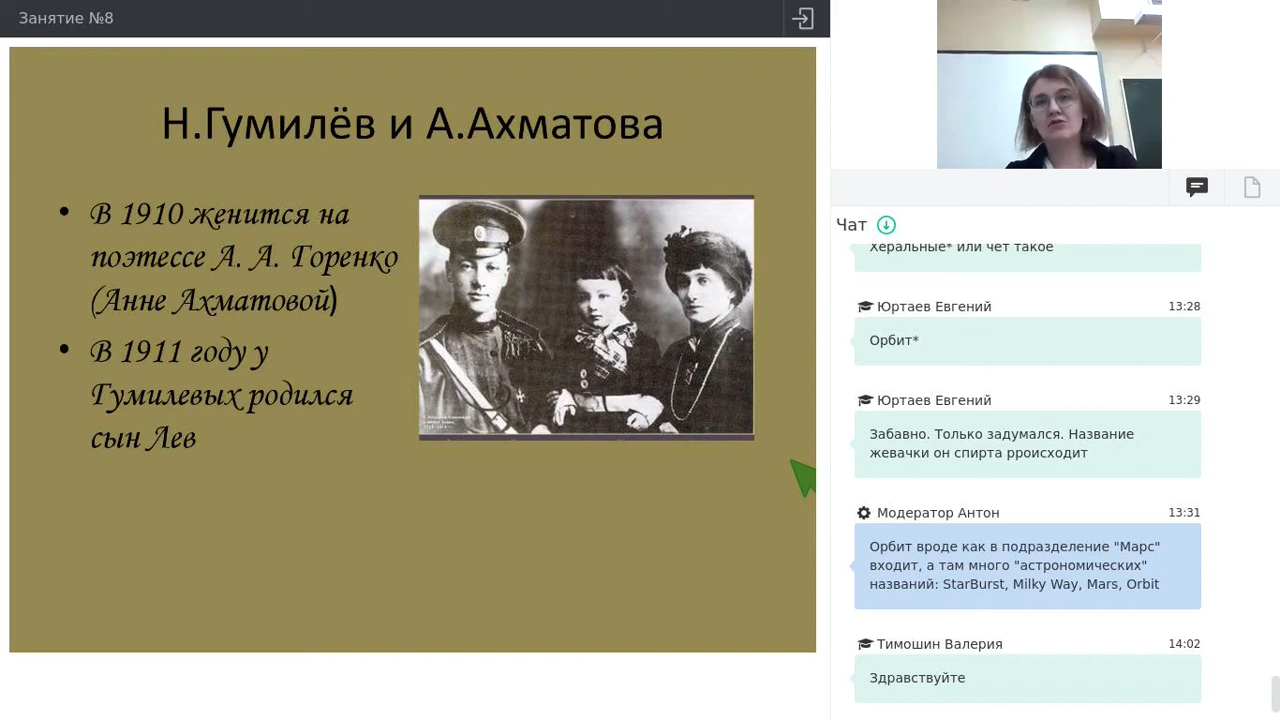 Занятие №8
Н.Гумилёв и А.Ахматова
• В 1910 женится на
поэтессе А. А. Горенко
(Анне Ахматовой)
• В 1911 году у
Гумилевых родился
сын Лев
Чат
Херальные* или чет такое
Юртаев Евгений 13:28
Орбит*
Юртаев Евгений 13:29
Забавно. Только задумался. Название
жевачки он спирта рроисходит
Модератор Антон 13:31
Орбит вроде как в подразделение "Марс"
входит, а там много "астрономических"
названий: StarBurst, Milky Way, Mars, Orbit
Тимошин Валерия 14:02
Здравствуйте